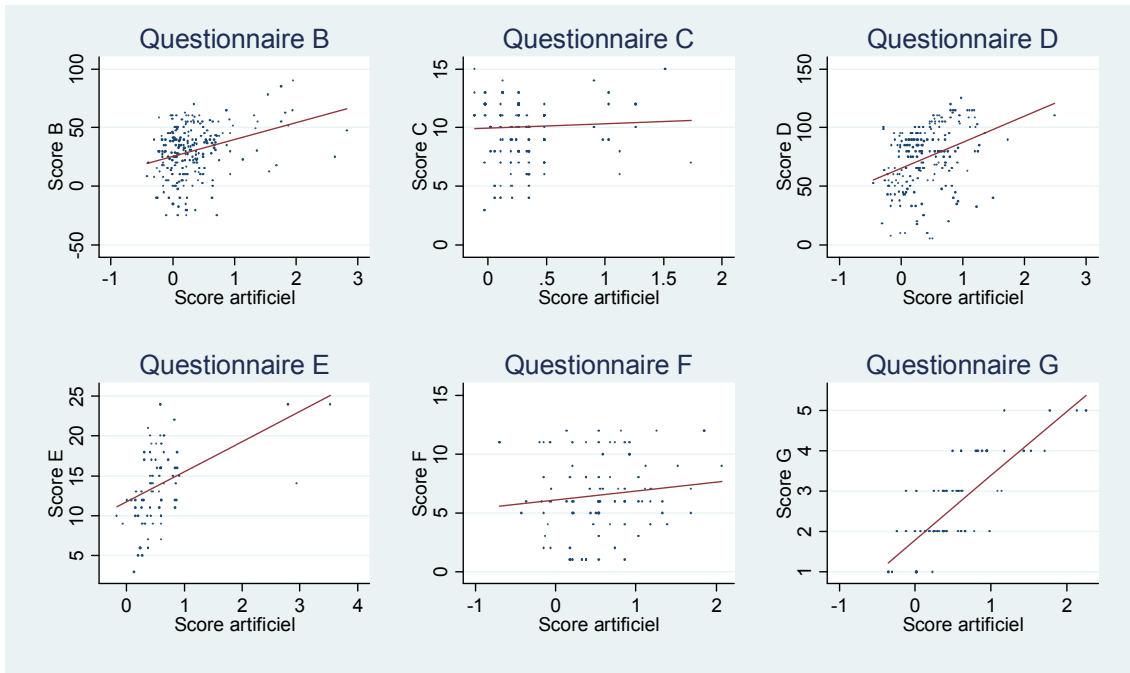 Questionnaire B
Score B
100
50
0
-50
-1 0 1 2 3
Score artificiel
Questionnaire C
Score C
15
10
5
0
0 .5 1 1.5 2
Score artificiel
Questionnaire D
Score D
150
100
50
0
-1 0 1 2 3
Score artificiel
Questionnaire E
Score E
25
20
15
10
5
0 1 2 3 4
Score artificiel
Questionnaire F
Score F
15
10
5
0
-1 0 1 2
Score artificiel
Questionnaire G
Score G
5
4
3
2
1
-1 0 1 2
Score artificiel